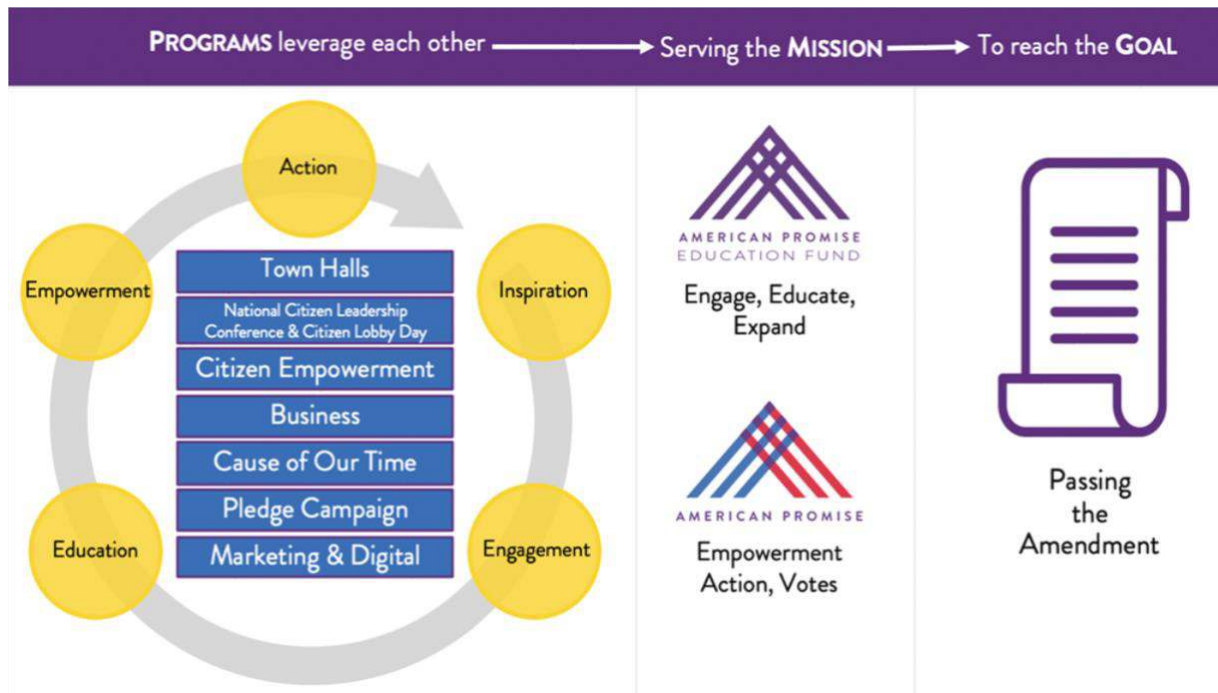 PROGRAMS leverage each other
Serving the MISSION
To reach the GOAL
Action
Empowerment
Inspiration
Education
Engagement
Town Halls
National Citizen Leadership
Conference & Citizen Lobby Day
Citizen Empowerment
Business
Cause of Our Time
Pledge Campaign
Marketing & Digital
AMERICAN PROMISE
EDUCATION FUND
Engage, Educate,
Expand
AMERICAN PROMISE
Empowerment
Action, Votes
Passing
the
Amendment